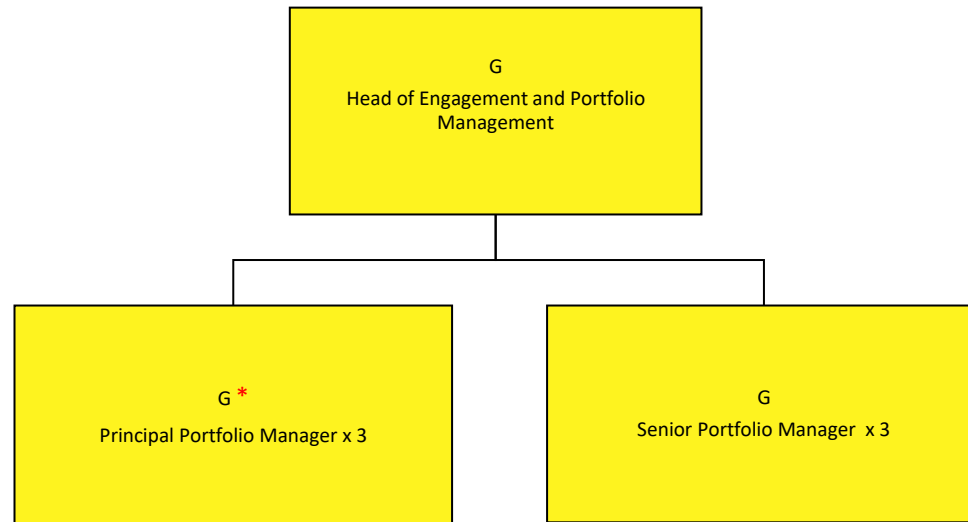 G
Head of Engagement and Portfolio
Management
G *
Principal Portfolio Manager x 3
G
Senior Portfolio Manager x 3